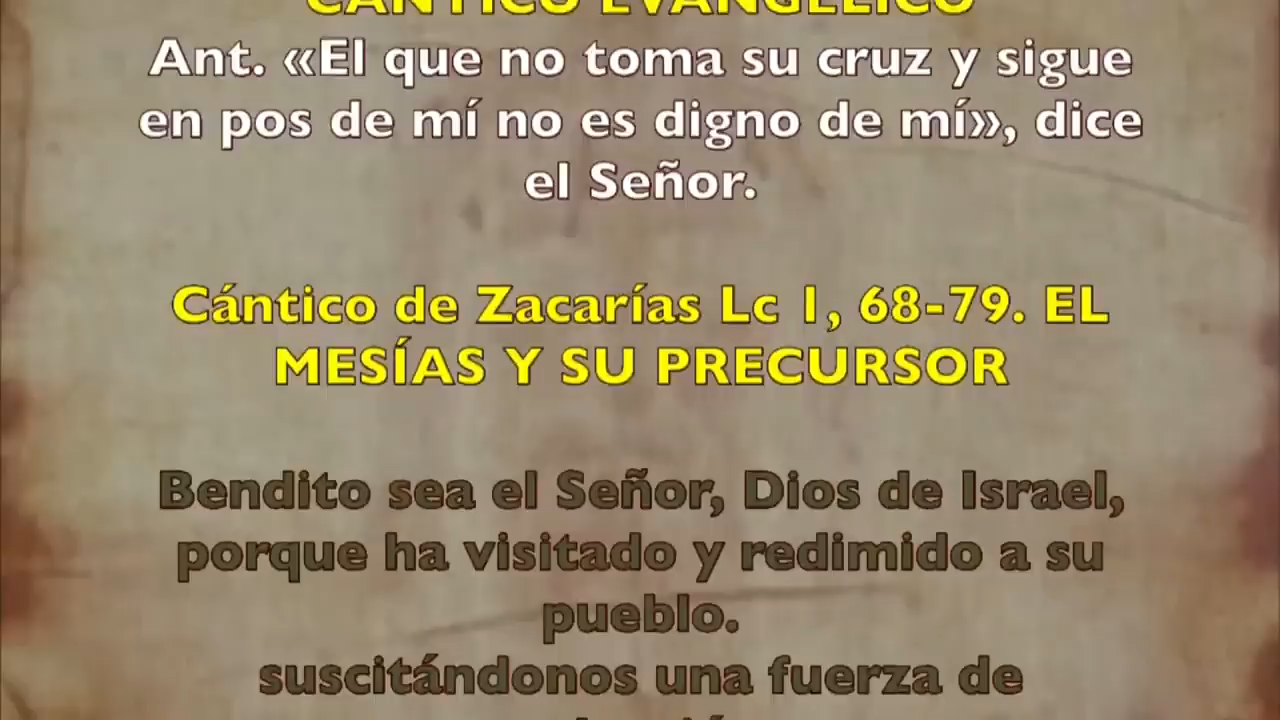 CÁNTICO EVANGÉLICO
Ant. «El que no toma su cruz y sigue
en pos de mí no es digno de mí», dice
el Señor.
Cántico de Zacarías Lc 1, 68-79. EL
MESÍAS Y SU PRECURSOR
Bendito sea el Señor, Dios de Israel,
porque ha visitado y redimido a su
pueblo.
suscitándonos una fuerza de